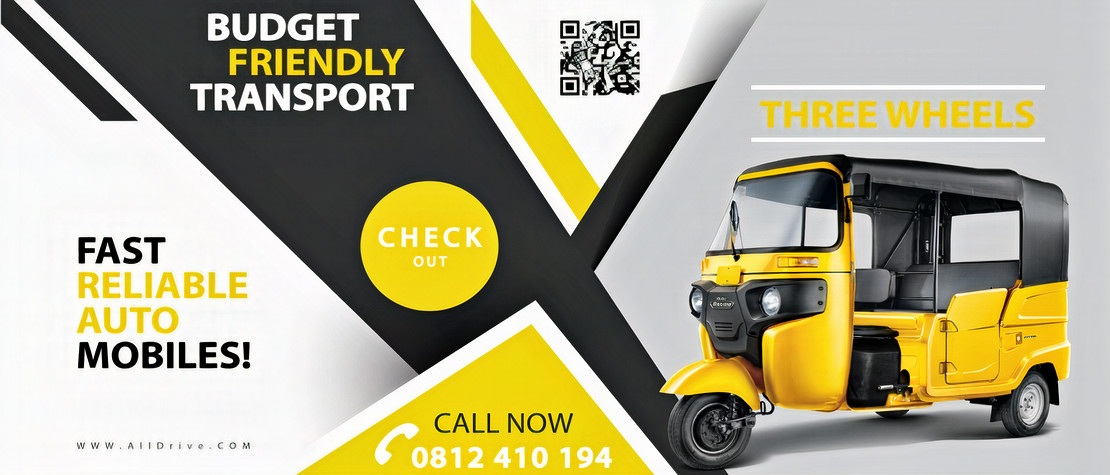 BUDGET
FRIENDLY
TRANSPORT
THREE WHEELS
CHECK
OUT
FAST
RELIABLE
AUTO
MOBILES!
WWW.AllDrive.COM
CALL NOW
0812 410 194